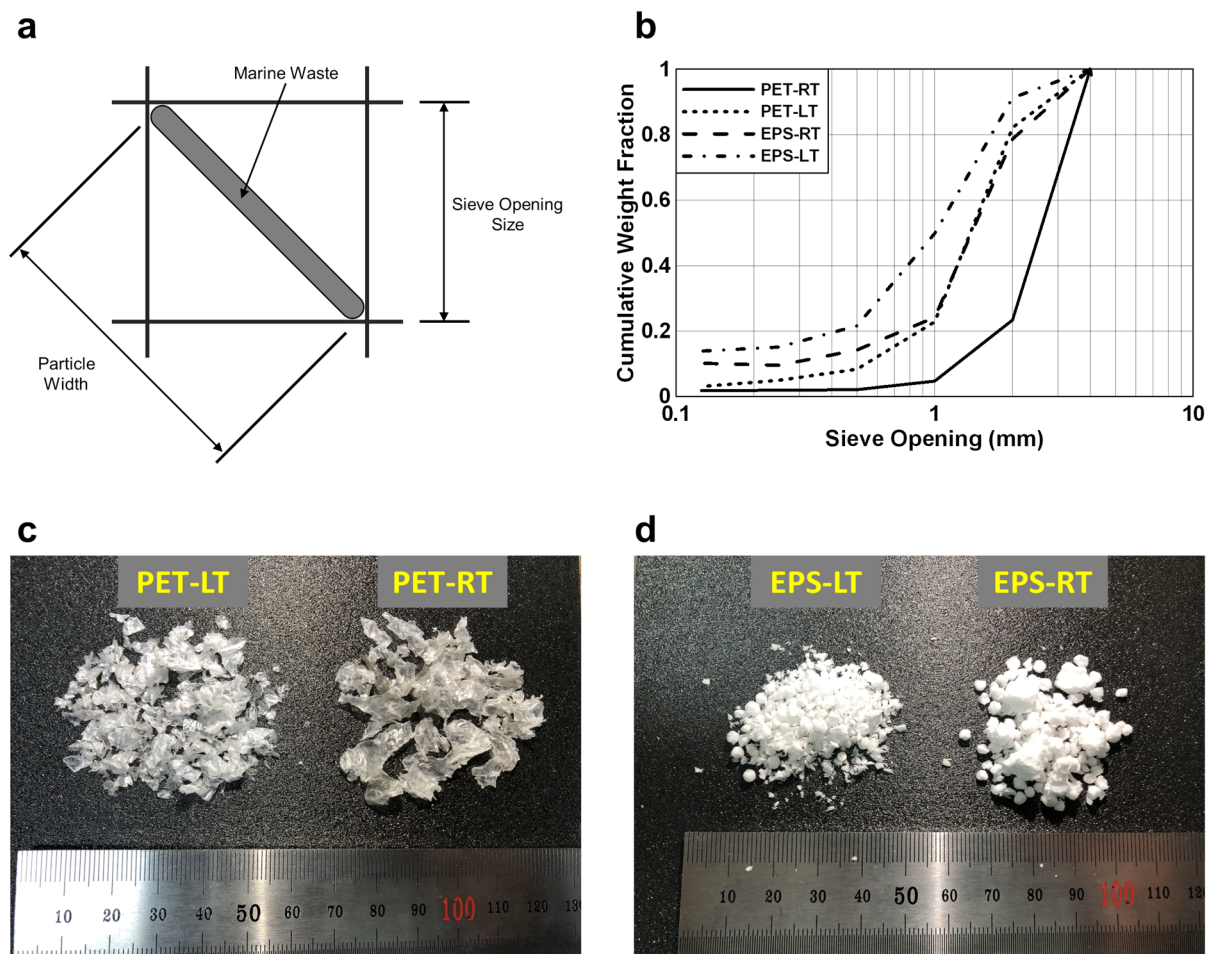 a
Marine Waste
Sieve Opening
Size
Particle
Width
b
Cumulative Weight Fraction
1
0.8
0.6
0.4
0.2
0
0.1
1
10
Sieve Opening (mm)
PET-RT
PET-LT
EPS-RT
EPS-LT
c
PET-LT
PET-RT
10 20 30 40 50 60 70 80 90 100 110 120
d
EPS-LT
EPS-RT
10 20 30 40 50 60 70 80 90 100 110